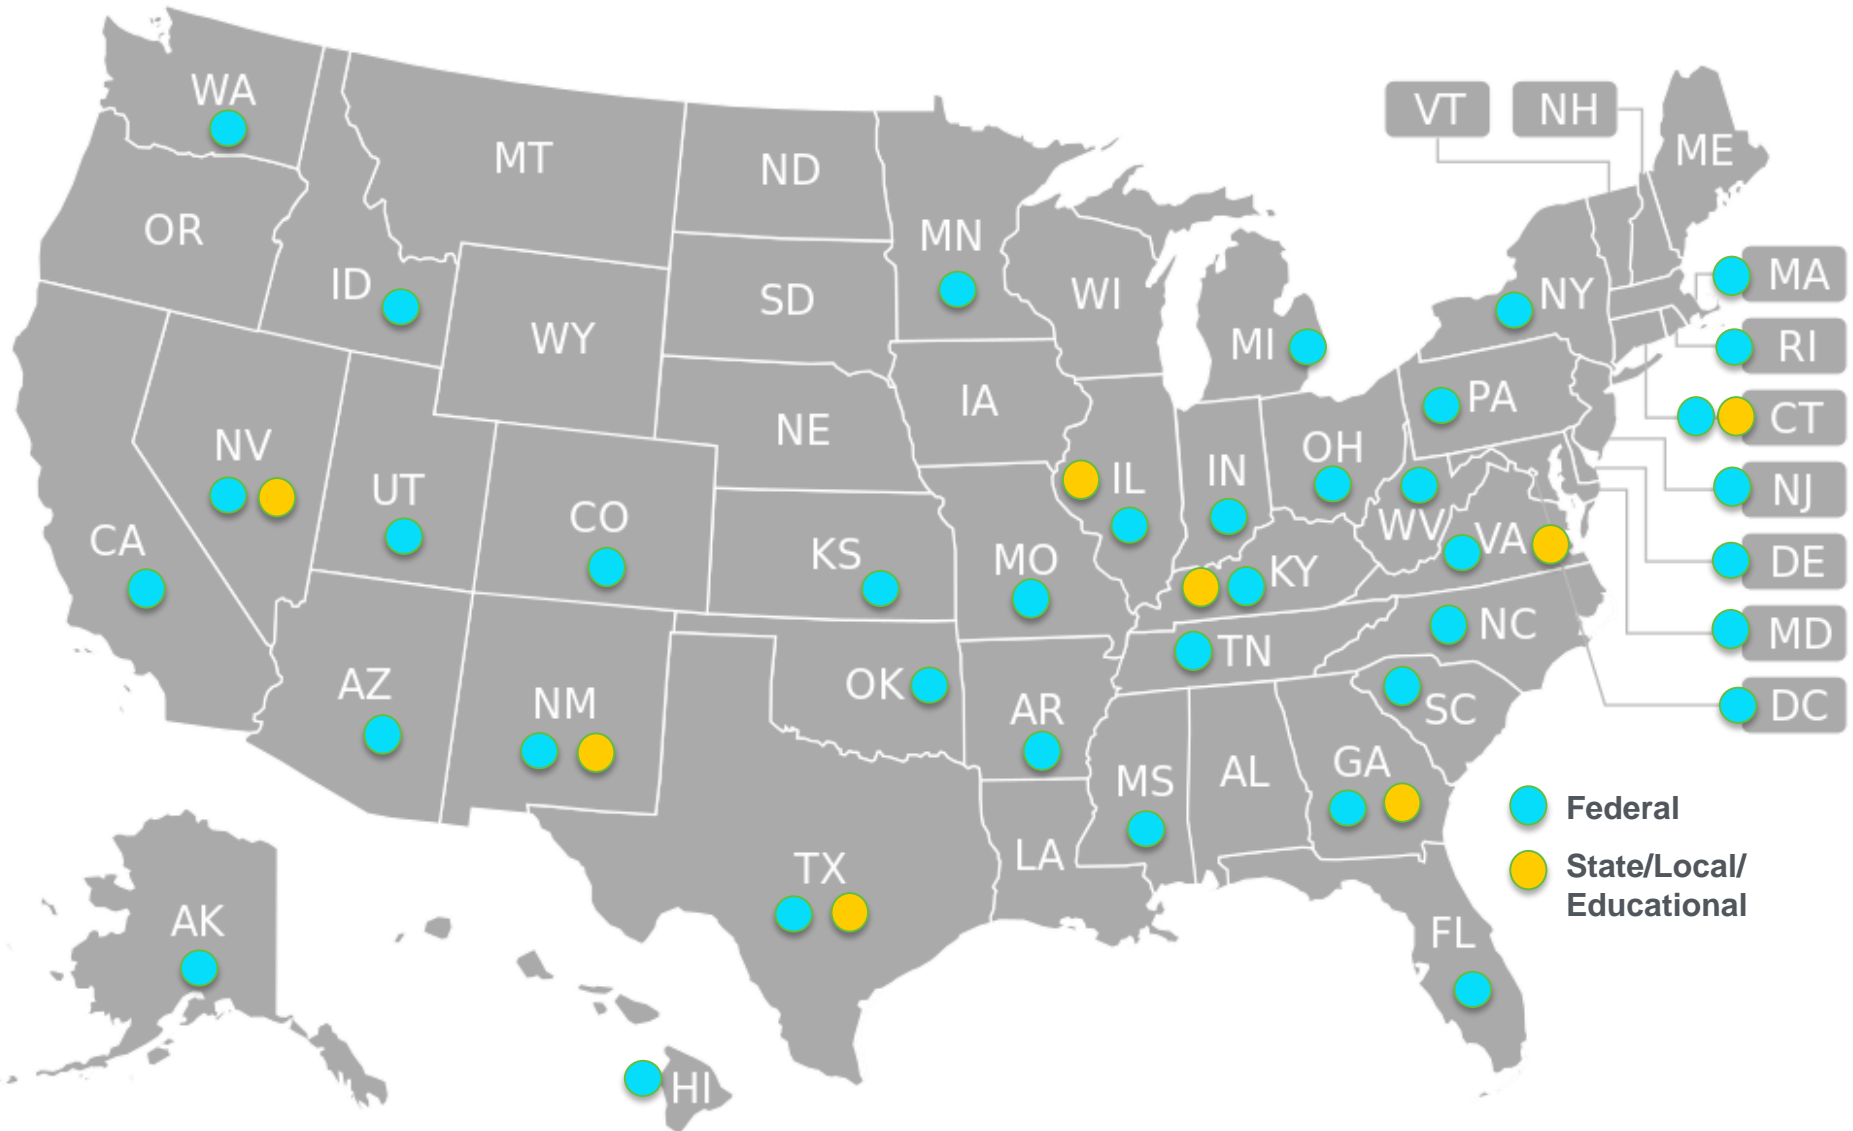 WA
VT
NH
ME
MT
ND
OR
MN
ID
SD
WI
NY
MA
WY
MI
RI
IA
PA
CT
NE
NV
OH
UT
IL
IN
NJ
CO
CA
KS
MO
KY
WV
VA
DE
NC
MD
TN
AZ
OK
NM
AR
SC
DC
MS
AL
GA
LA
TX
Federal
State/Local/
Educational
AK
FL
HI